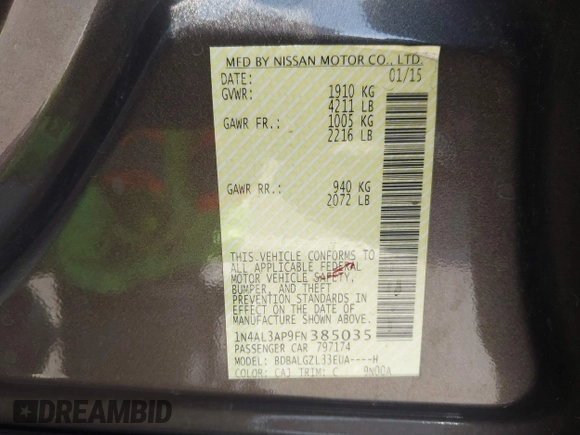 MFD BY NISSAN MOTOR CO., LTD.
DATE: 01/15
GVWR: 1910 KG
4211 LB
GAWR FR.: 1005 KG
2216 LB
GAWR RR.: 940 KG
2072 LB
THIS VEHICLE CONFORMS TO
ALL APPLICABLE FEDERAL
MOTOR VEHICLE SAFETY,
BUMPER, AND THEFT
PREVENTION STANDARDS IN
EFFECT ON THE DATE OF
MANUFACTURE SHOWN ABOVE.
1N4AL3AP9FN385035
PASSENGER CAR 797174
MODEL: BDBALGZL33EUA----H
COLOR: CAJ TRIM: C 9N00A
DREAMBID